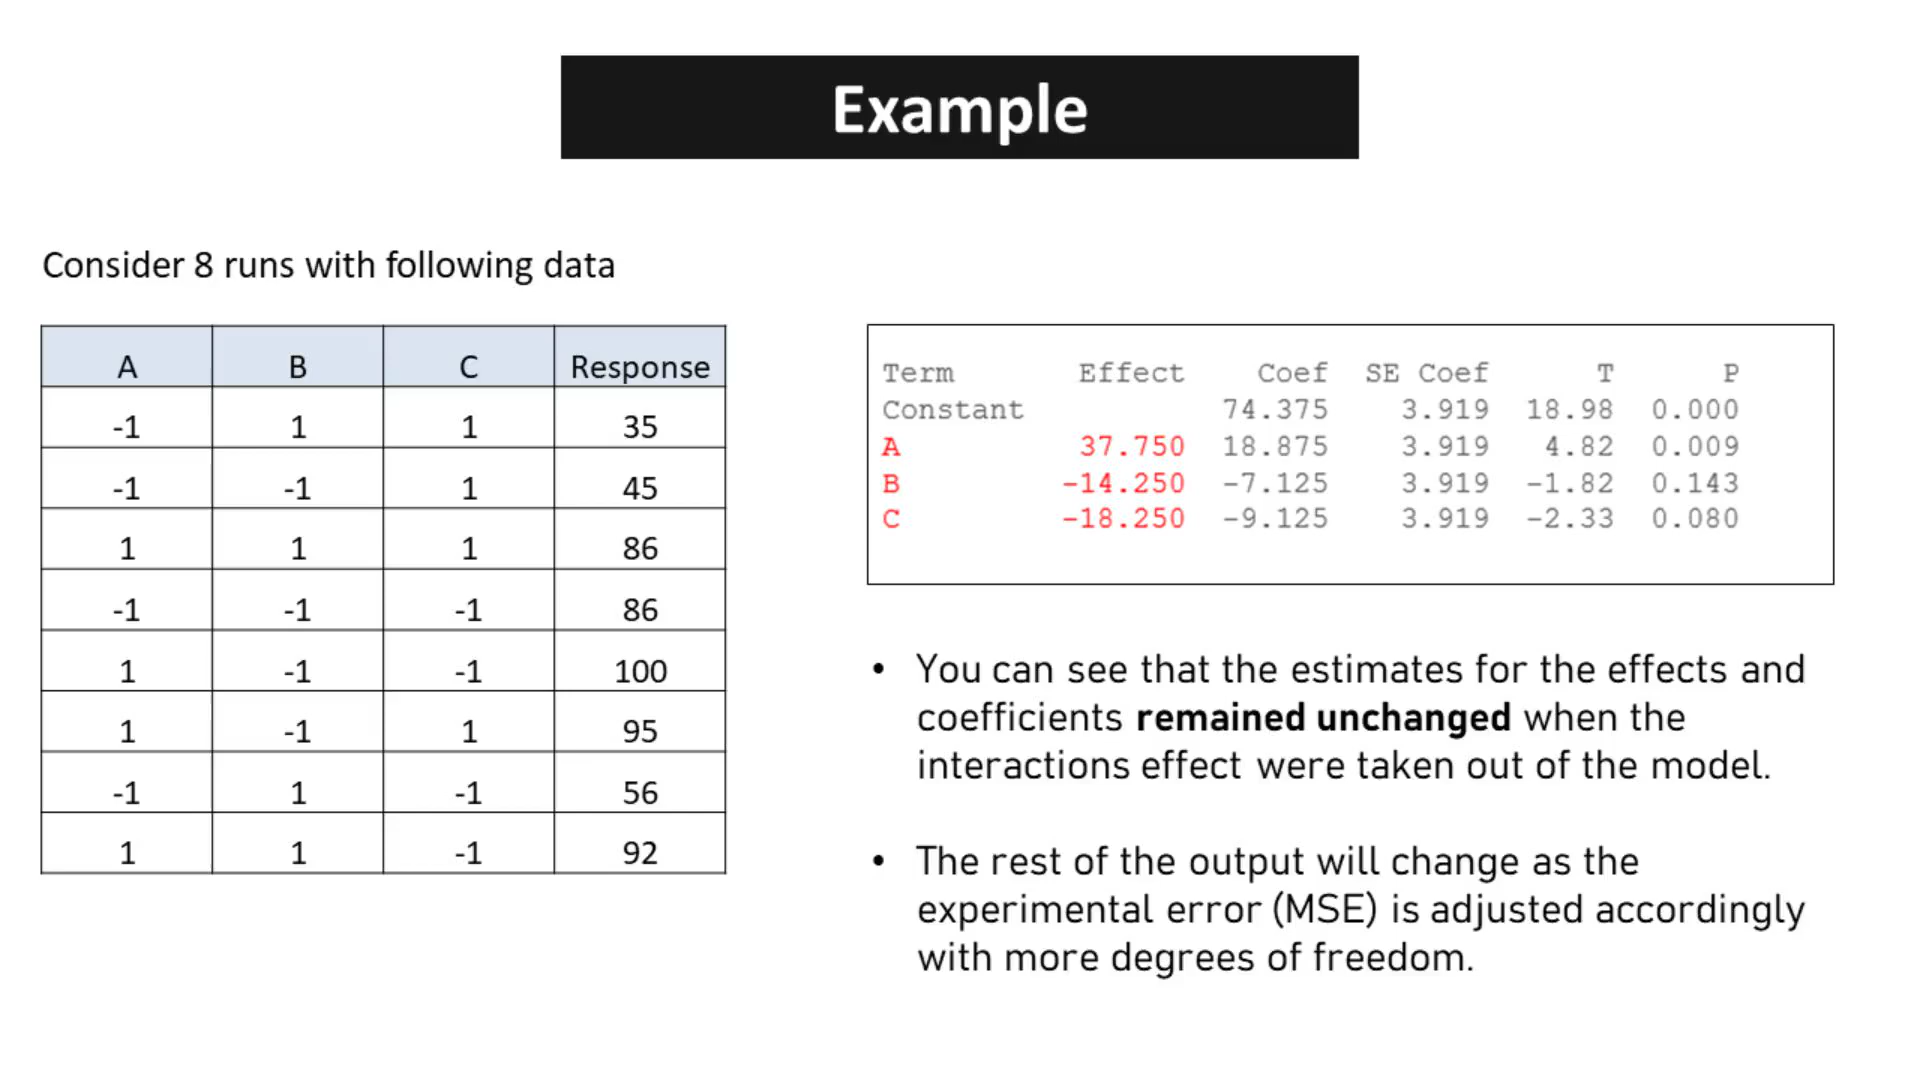 Example
Consider 8 runs with following data
A B C Response
-1 1 1 35
-1 -1 1 45
1 1 1 86
-1 -1 -1 86
1 -1 -1 100
1 -1 1 95
-1 1 -1 56
1 1 -1 92
Term Effect Coef SE Coef T P
Constant 74.375 3.919 18.98 0.000
A 37.750 18.875 3.919 4.82 0.009
B -14.250 -7.125 3.919 -1.82 0.143
C -18.250 -9.125 3.919 -2.33 0.080
• You can see that the estimates for the effects and
coefficients remained unchanged when the
interactions effect were taken out of the model.
• The rest of the output will change as the
experimental error (MSE) is adjusted accordingly
with more degrees of freedom.